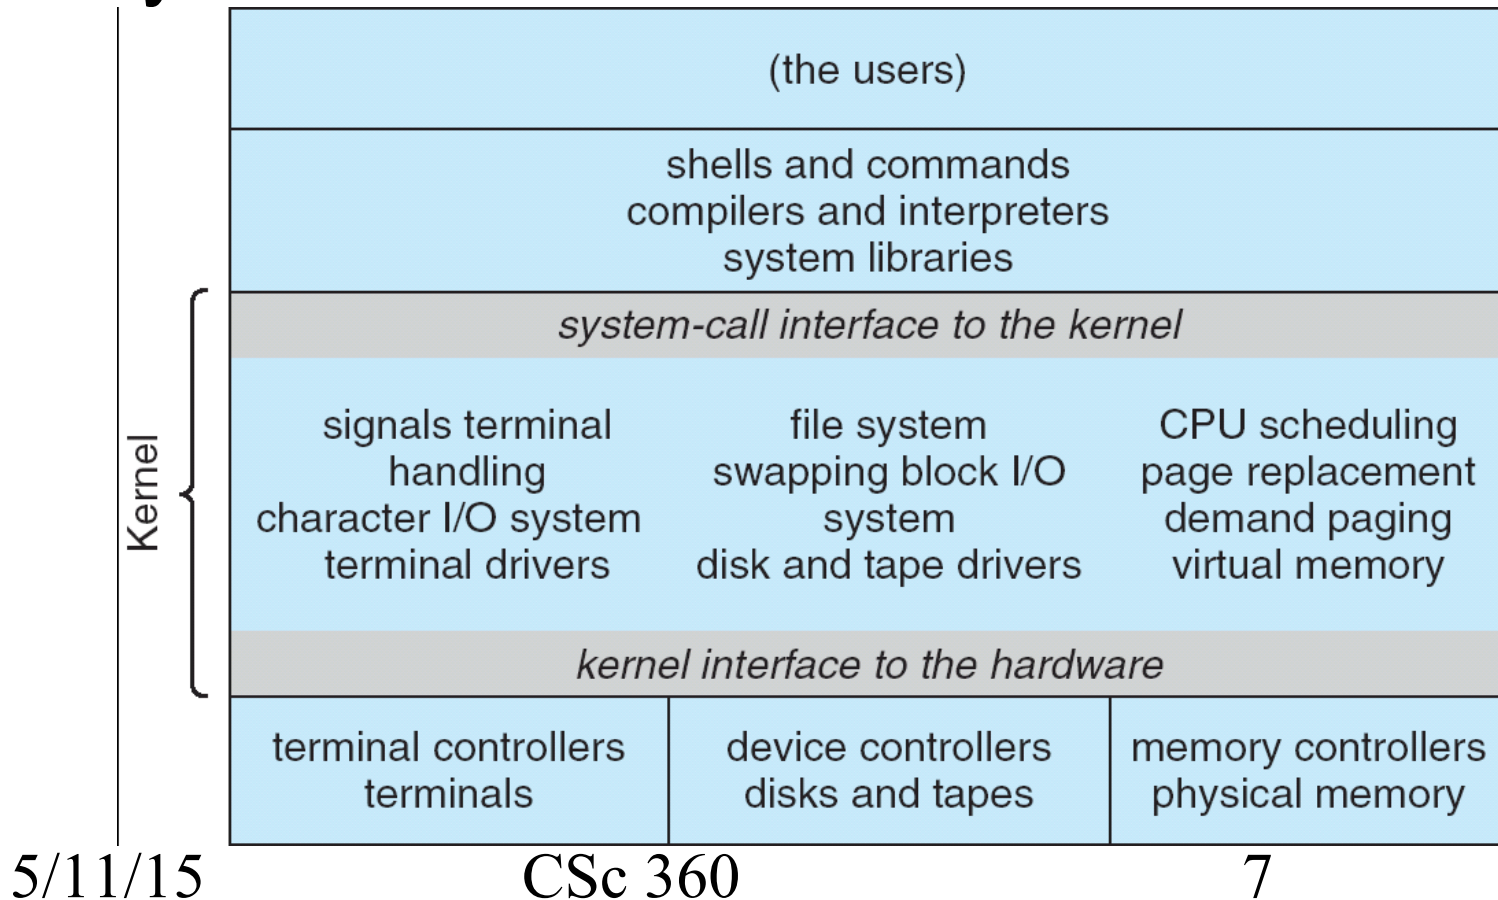 (the users)
shells and commands
compilers and interpreters
system libraries
system-call interface to the kernel
Kernel
signals terminal
handling
character I/O system
terminal drivers
file system
swapping block I/O
system
disk and tape drivers
CPU scheduling
page replacement
demand paging
virtual memory
kernel interface to the hardware
terminal controllers
terminals
device controllers
disks and tapes
memory controllers
physical memory
5/11/15
CSc 360
7